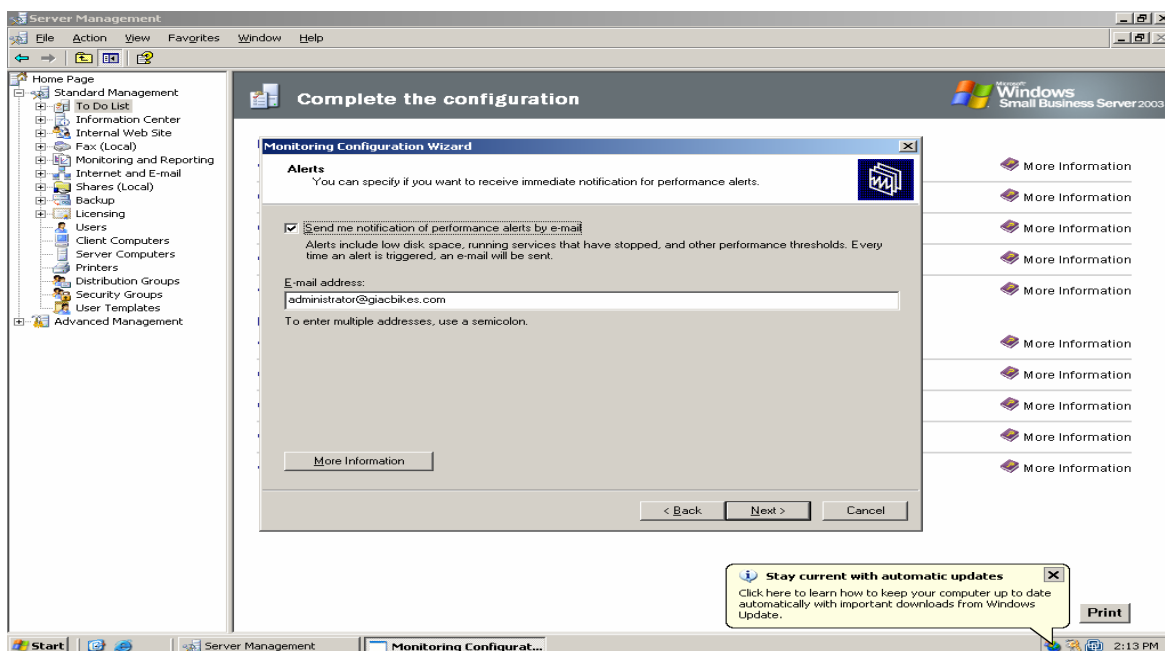 Server Management
File Action View Favorites Window Help
Home Page
Standard Management
To Do List
Information Center
Internal Web Site
Fax (Local)
Monitoring and Reporting
Internet and E-mail
Shares (Local)
Backup
Licensing
Users
Client Computers
Server Computers
Printers
Distribution Groups
Security Groups
User Templates
Advanced Management
Complete the configuration
Microsoft
Windows
Small Business Server 2003
Monitoring Configuration Wizard
Alerts
You can specify if you want to receive immediate notification for performance alerts.
Send me notification of performance alerts by e-mail
Alerts include low disk space, running services that have stopped, and other performance thresholds. Every
time an alert is triggered, an e-mail will be sent.
E-mail address:
administrator@giacbikes.com
To enter multiple addresses, use a semicolon.
More Information
< Back Next > Cancel
More Information
More Information
More Information
More Information
More Information
More Information
More Information
More Information
More Information
More Information
Stay current with automatic updates
Click here to learn how to keep your computer up to date
automatically with important downloads from Windows
Update.
Print
Start Server Management Monitoring Configurat... 2:13 PM